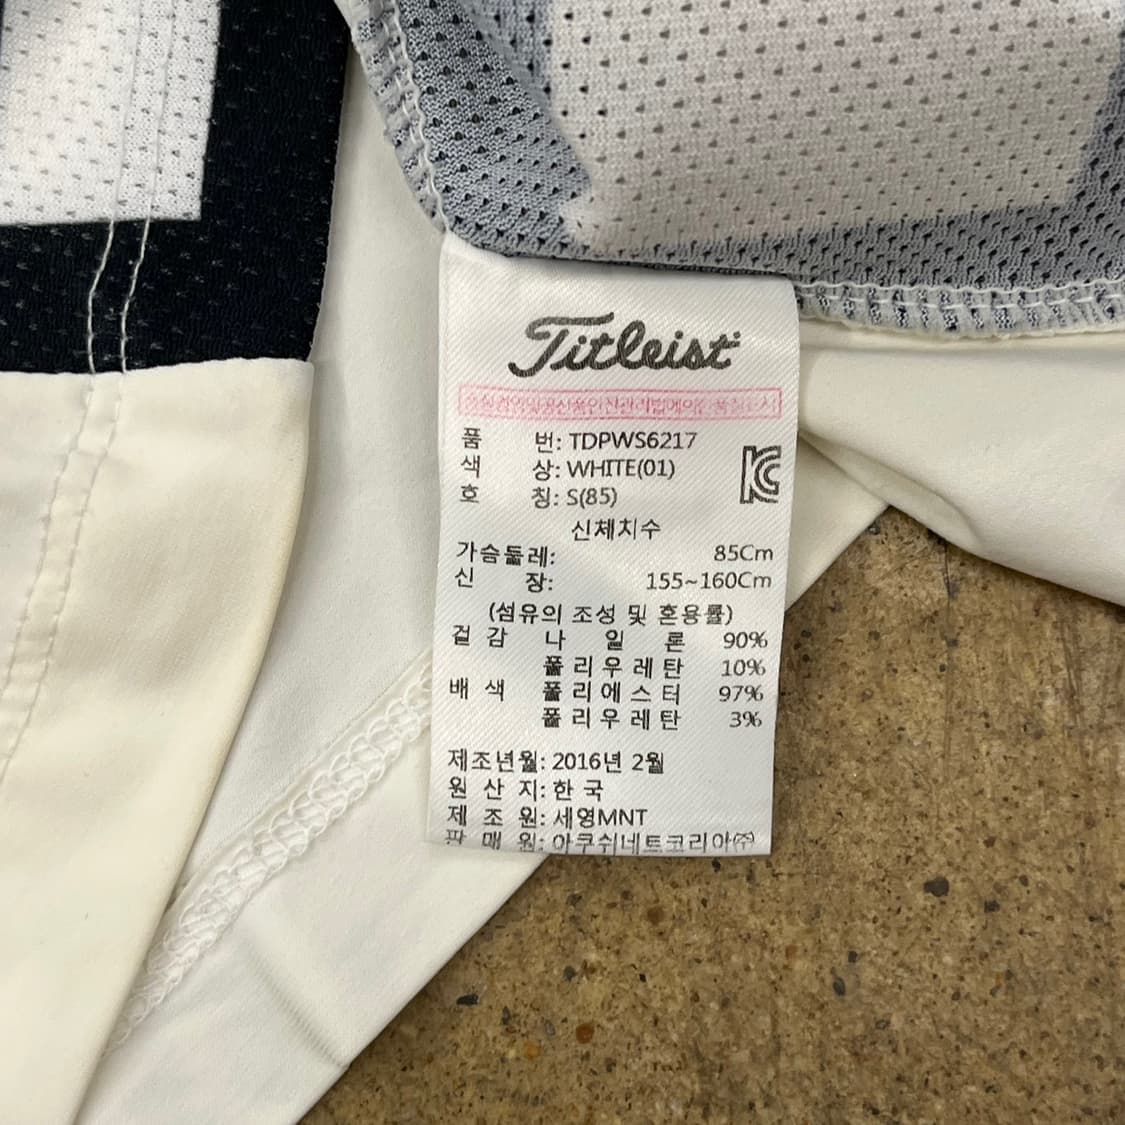 Titleist
품 번: TDPWS6217
색 상: WHITE(01)
호 칭: S(85)
신체치수
가슴둘레: 85Cm
신 장: 155~160Cm
(섬유의 조성 및 혼용률)
겉 감 나 일 론 90%
폴 리 우 레 탄 10%
배 색 폴 리 에 스 터 97%
폴 리 우 레 탄 3%
제조년월: 2016년 2월
원 산 지: 한 국
제 조 원: 세영MNT
판 매 원: 아쿠쉬네트코리아㈜